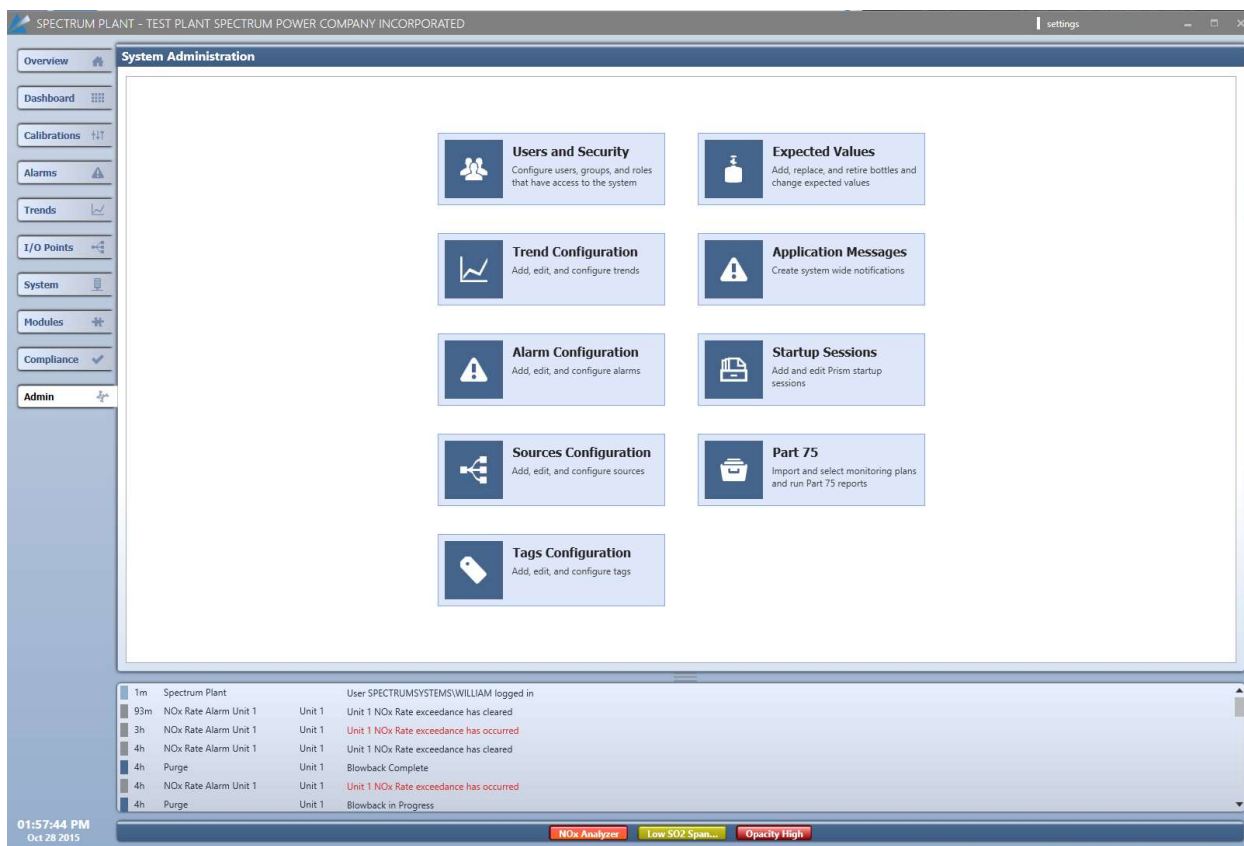 SPECTRUM PLANT - TEST PLANT SPECTRUM POWER COMPANY INCORPORATED
settings
Overview
Dashboard
Calibrations
Alarms
Trends
I/O Points
System
Modules
Compliance
Admin
System Administration
Users and Security
Configure users, groups, and roles
that have access to the system
Expected Values
Add, replace, and retire bottles and
change expected values
Trend Configuration
Add, edit, and configure trends
Application Messages
Create system wide notifications
Alarm Configuration
Add, edit, and configure alarms
Startup Sessions
Add and edit Prism startup
sessions
Sources Configuration
Add, edit, and configure sources
Part 75
Import and select monitoring plans
and run Part 75 reports
Tags Configuration
Add, edit, and configure tags
1m Spectrum Plant User SPECTRUMSYSTEMS\WILLIAM logged in
93m NOx Rate Alarm Unit 1 Unit 1 Unit 1 NOx Rate exceedance has cleared
3h NOx Rate Alarm Unit 1 Unit 1 Unit 1 NOx Rate exceedance has occurred
4h NOx Rate Alarm Unit 1 Unit 1 Unit 1 NOx Rate exceedance has cleared
4h Purge Unit 1 Blowback Complete
4h NOx Rate Alarm Unit 1 Unit 1 Unit 1 NOx Rate exceedance has occurred
4h Purge Unit 1 Blowback in Progress
01:57:44 PM
Oct 28 2015
NOx Analyzer Low SO2 Span... Opacity High